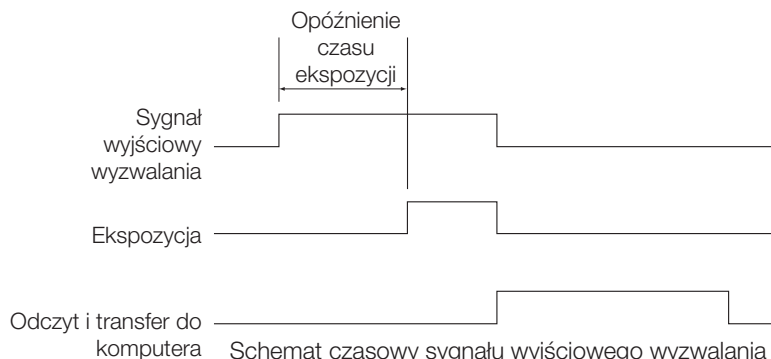 Opóźnienie
czasu
ekspozycji
Sygnał
wyjściowy
wyzwalania
Ekspozycja
Odczyt i transfer do
komputera
Schemat czasowy sygnału wyjściowego wyzwalania